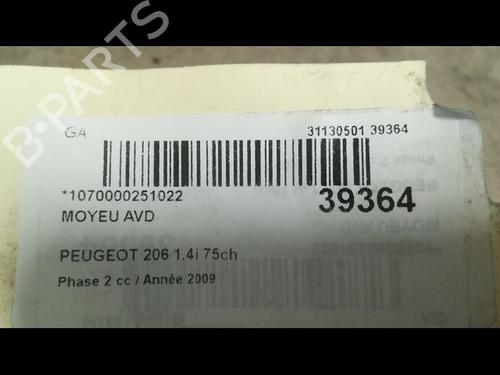 GA
31130501 39364
*1070000251022
39364
MOYEU AVD
PEUGEOT 206 1.4i 75ch
Phase 2 cc / Année 2009
B-PARTS